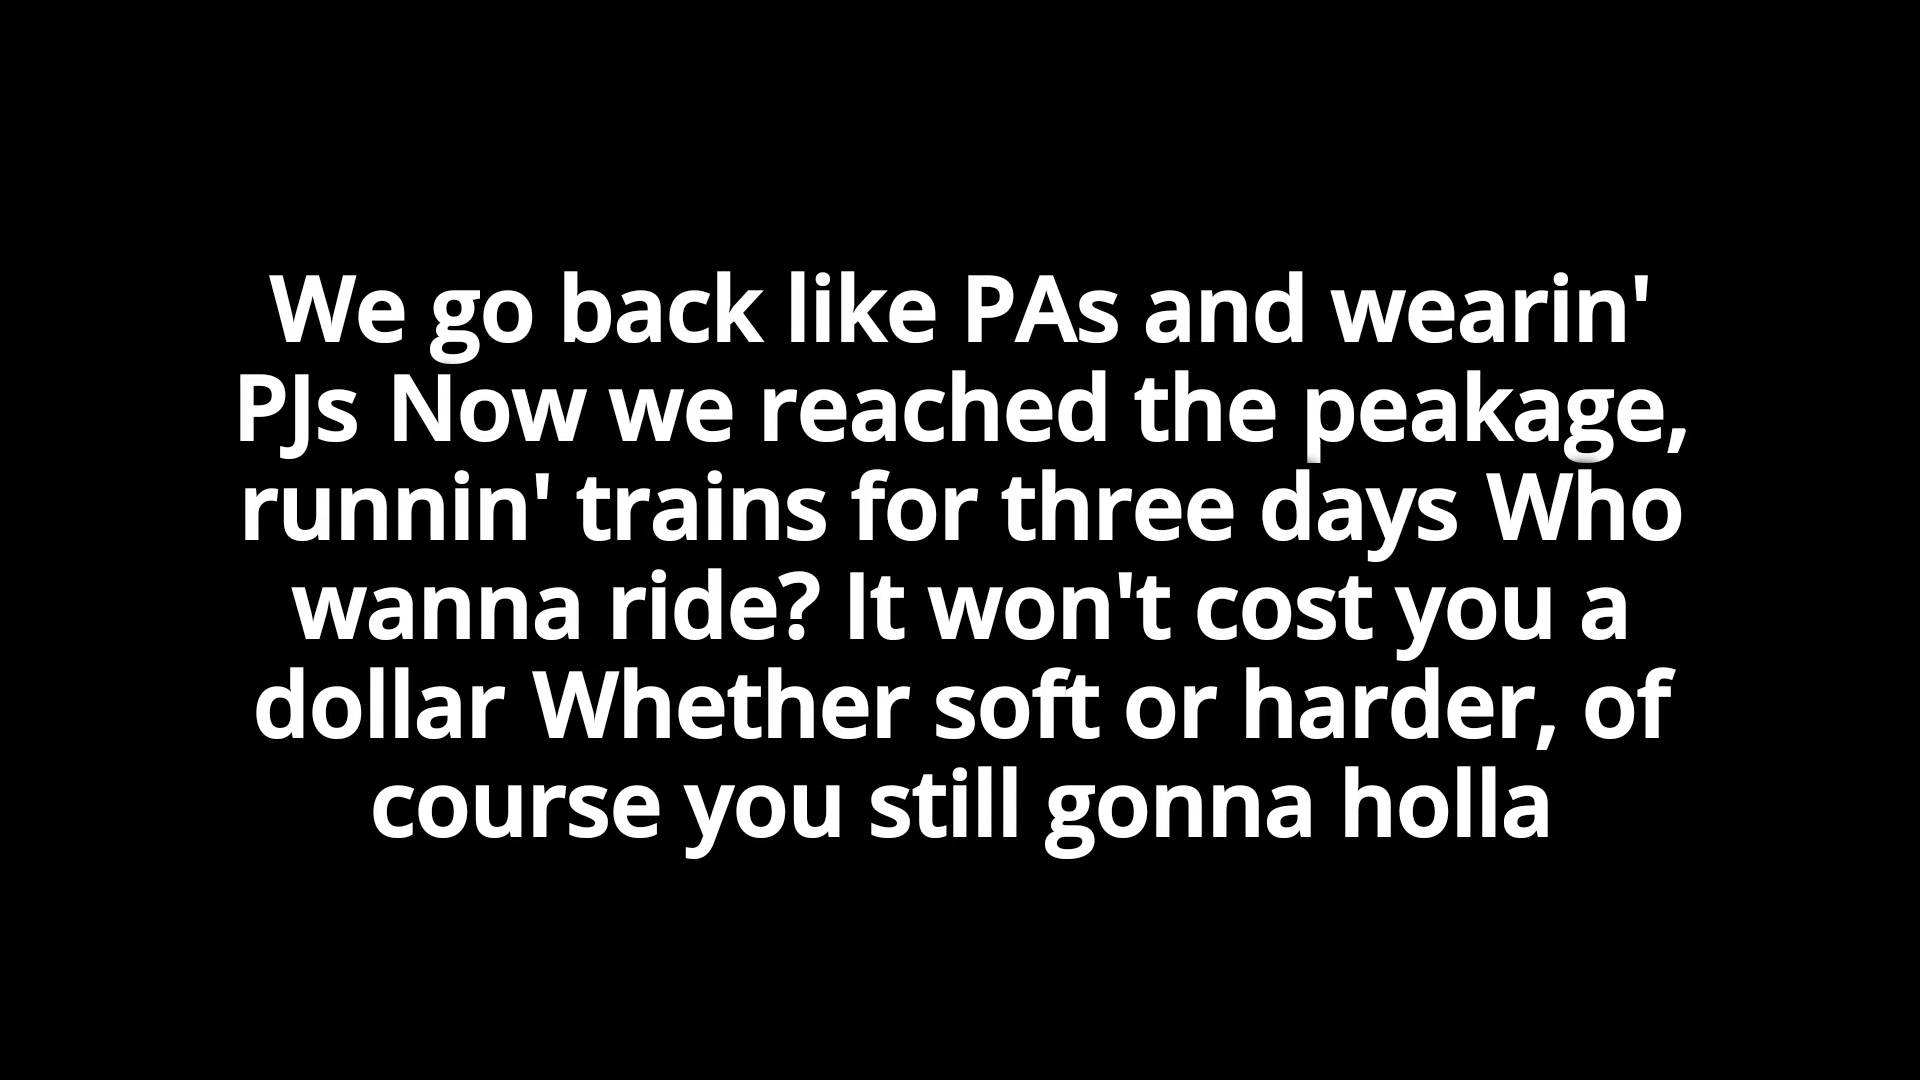 We go back like PAs and wearin'
PJs Now we reached the peakage,
runnin' trains for three days Who
wanna ride? It won't cost you a
dollar Whether soft or harder, of
course you still gonna holla